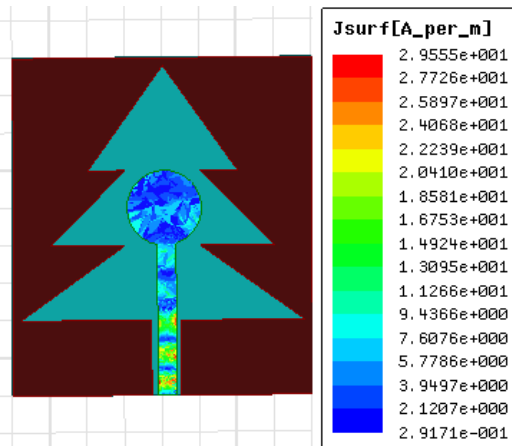 Jsurf[A_per_m]
2.9555e+001
2.7726e+001
2.5897e+001
2.4068e+001
2.2239e+001
2.0410e+001
1.8581e+001
1.6753e+001
1.4924e+001
1.3095e+001
1.1266e+001
9.4366e+000
7.6076e+000
5.7786e+000
3.9497e+000
2.1207e+000
2.9171e-001